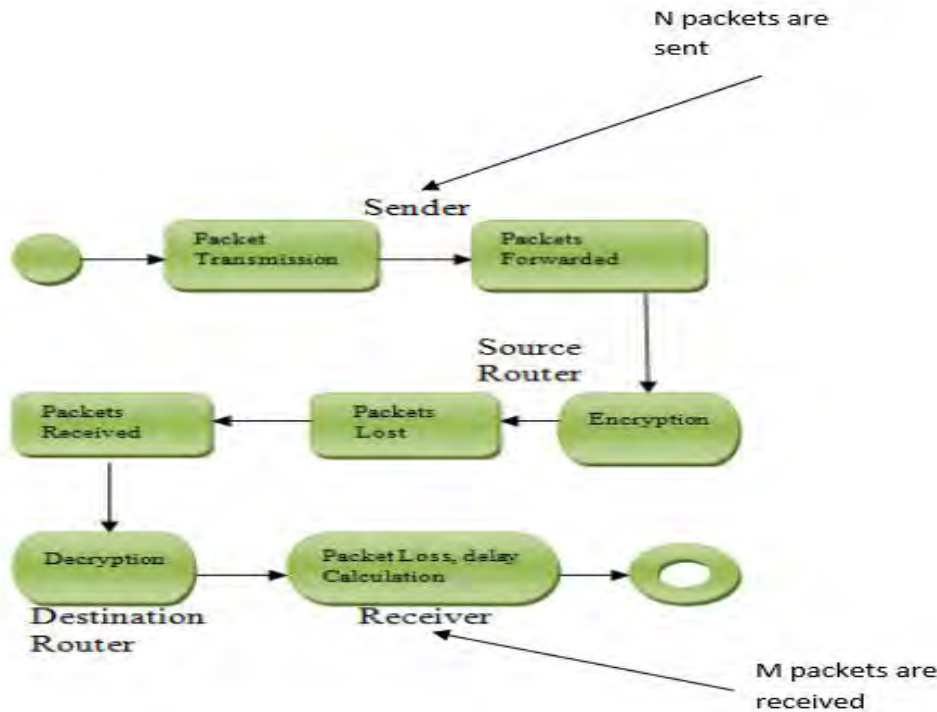 N packets are
sent
Sender
Packet
Transmission
Packets
Forwarded
Source
Router
Packets
Received
Packets
Lost
Encryption
Decryption
Packet Loss, delay
Calculation
Destination
Router
Receiver
M packets are
received